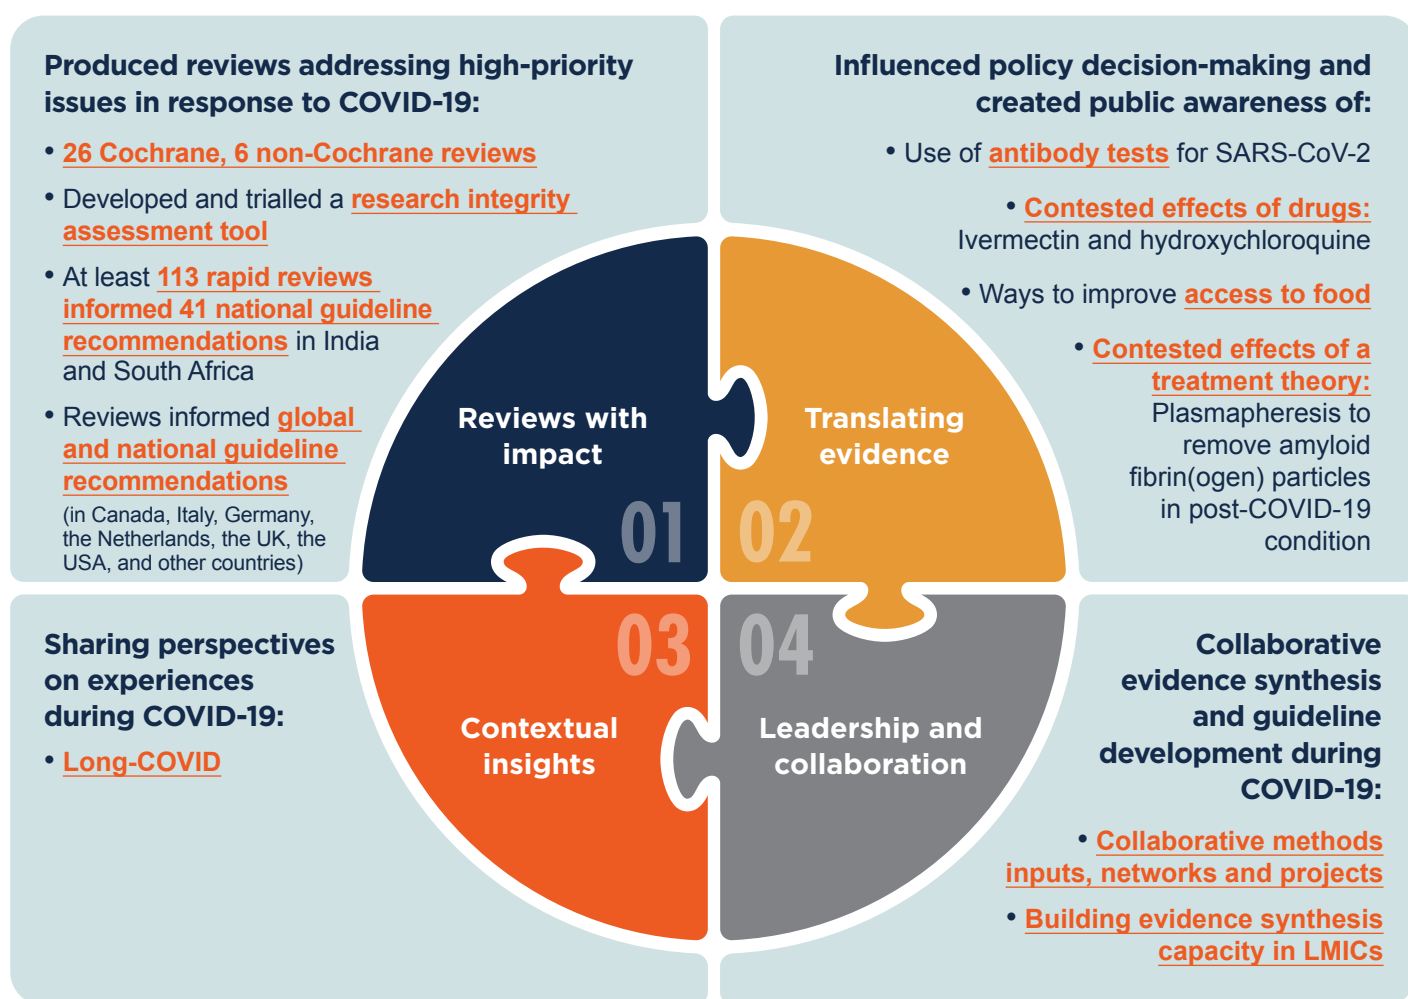 Produced reviews addressing high-priority
issues in response to COVID-19:
• 26 Cochrane, 6 non-Cochrane reviews
• Developed and trialled a research integrity
assessment tool
• At least 113 rapid reviews
informed 41 national guideline
recommendations in India
and South Africa
• Reviews informed global
and national guideline
recommendations
(in Canada, Italy, Germany,
the Netherlands, the UK, the
USA, and other countries)
Influenced policy decision-making and
created public awareness of:
• Use of antibody tests for SARS-CoV-2
• Contested effects of drugs:
Ivermectin and hydroxychloroquine
• Ways to improve access to food
• Contested effects of a
treatment theory:
Plasmapheresis to
remove amyloid
fibrin(ogen) particles
in post-COVID-19
condition
Reviews with
impact
01
Translating
evidence
02
03
Contextual
insights
04
Leadership and
collaboration
Sharing perspectives
on experiences
during COVID-19:
• Long-COVID
Collaborative
evidence synthesis
and guideline
development during
COVID-19:
• Collaborative methods
inputs, networks and projects
• Building evidence synthesis
capacity in LMICs